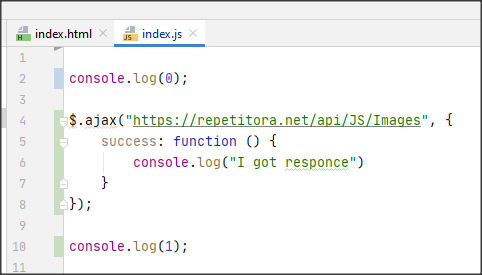 index.html
index.js
1
2 console.log(0);
3
4 $.ajax("https://repetitora.net/api/JS/Images", {
5 success: function () {
6 console.log("I got responce")
7 }
8 });
9
10 console.log(1);
11